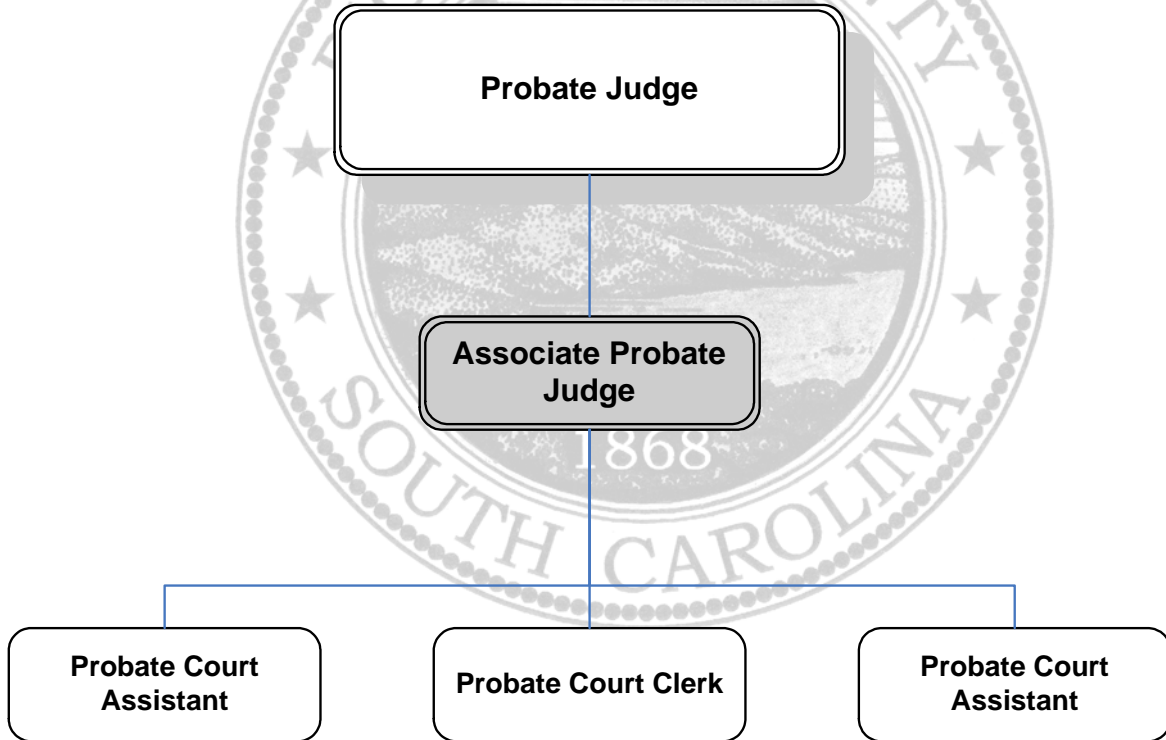 Probate Judge
Associate Probate
Judge
1868
SOUTH CAROLINA
Probate Court
Assistant
Probate Court Clerk
Probate Court
Assistant